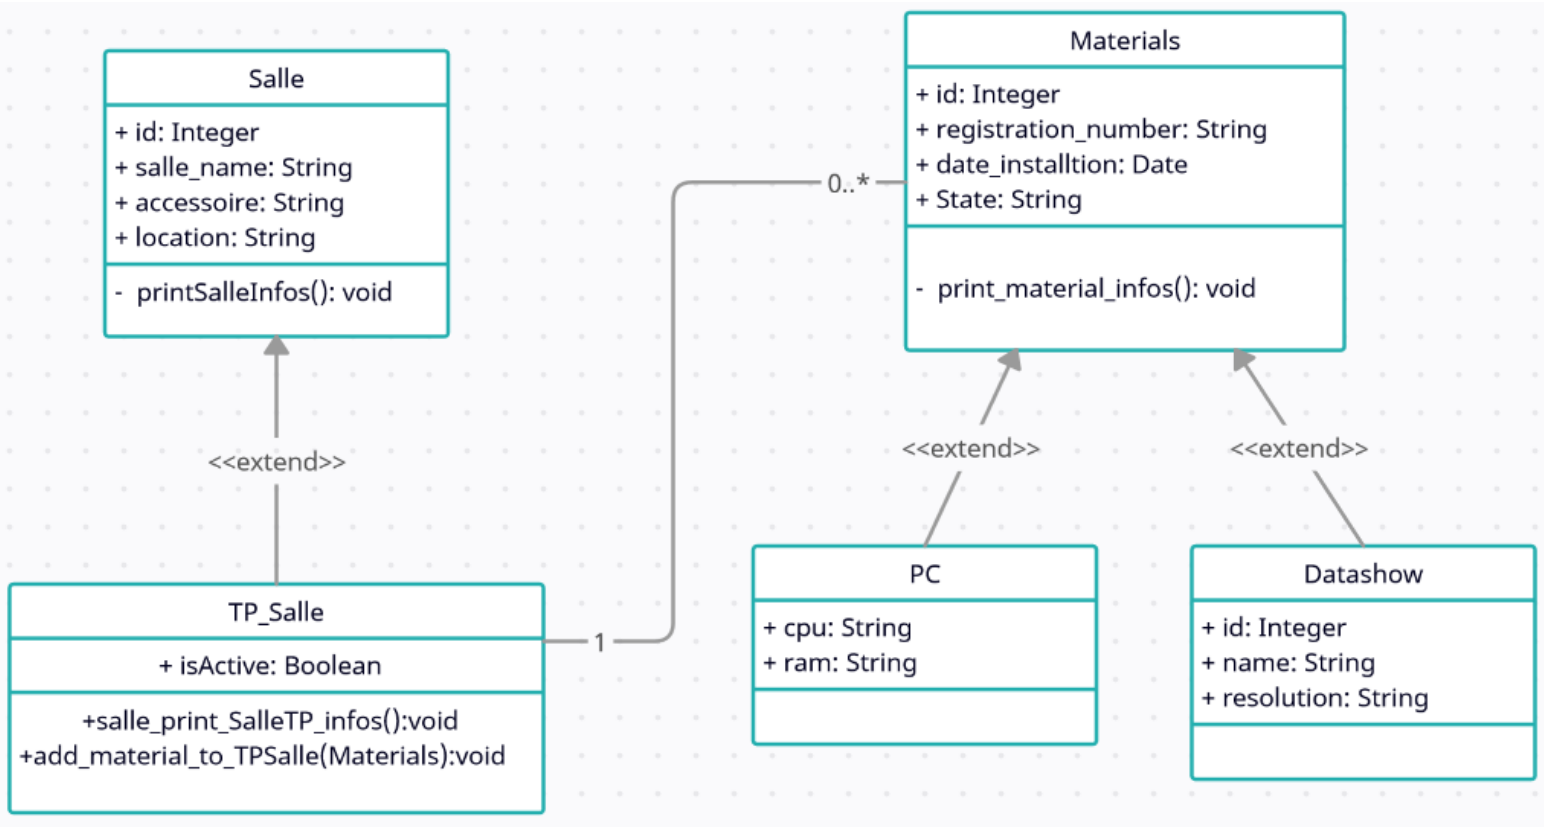 Salle
+ id: Integer
+ salle_name: String
+ accessoire: String
+ location: String
- printSalleInfos(): void
Materials
+ id: Integer
+ registration_number: String
+ date_installtion: Date
+ State: String
- print_material_infos(): void
0..*
<<extend>>
<<extend>>
<<extend>>
TP_Salle
+ isActive: Boolean
+salle_print_SalleTP_infos():void
+add_material_to_TPSalle(Materials):void
1
PC
+ cpu: String
+ ram: String
Datashow
+ id: Integer
+ name: String
+ resolution: String